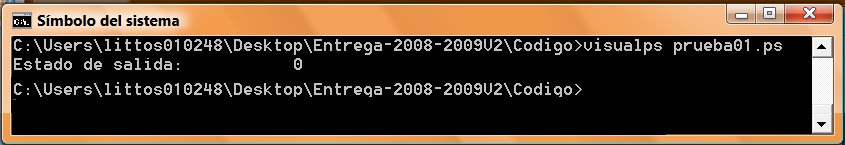 Símbolo del sistema
C:\Users\littos010248\Desktop\Entrega-2008-2009V2\Codigo>visualps prueba01.ps
Estado de salida:          0
C:\Users\littos010248\Desktop\Entrega-2008-2009V2\Codigo>